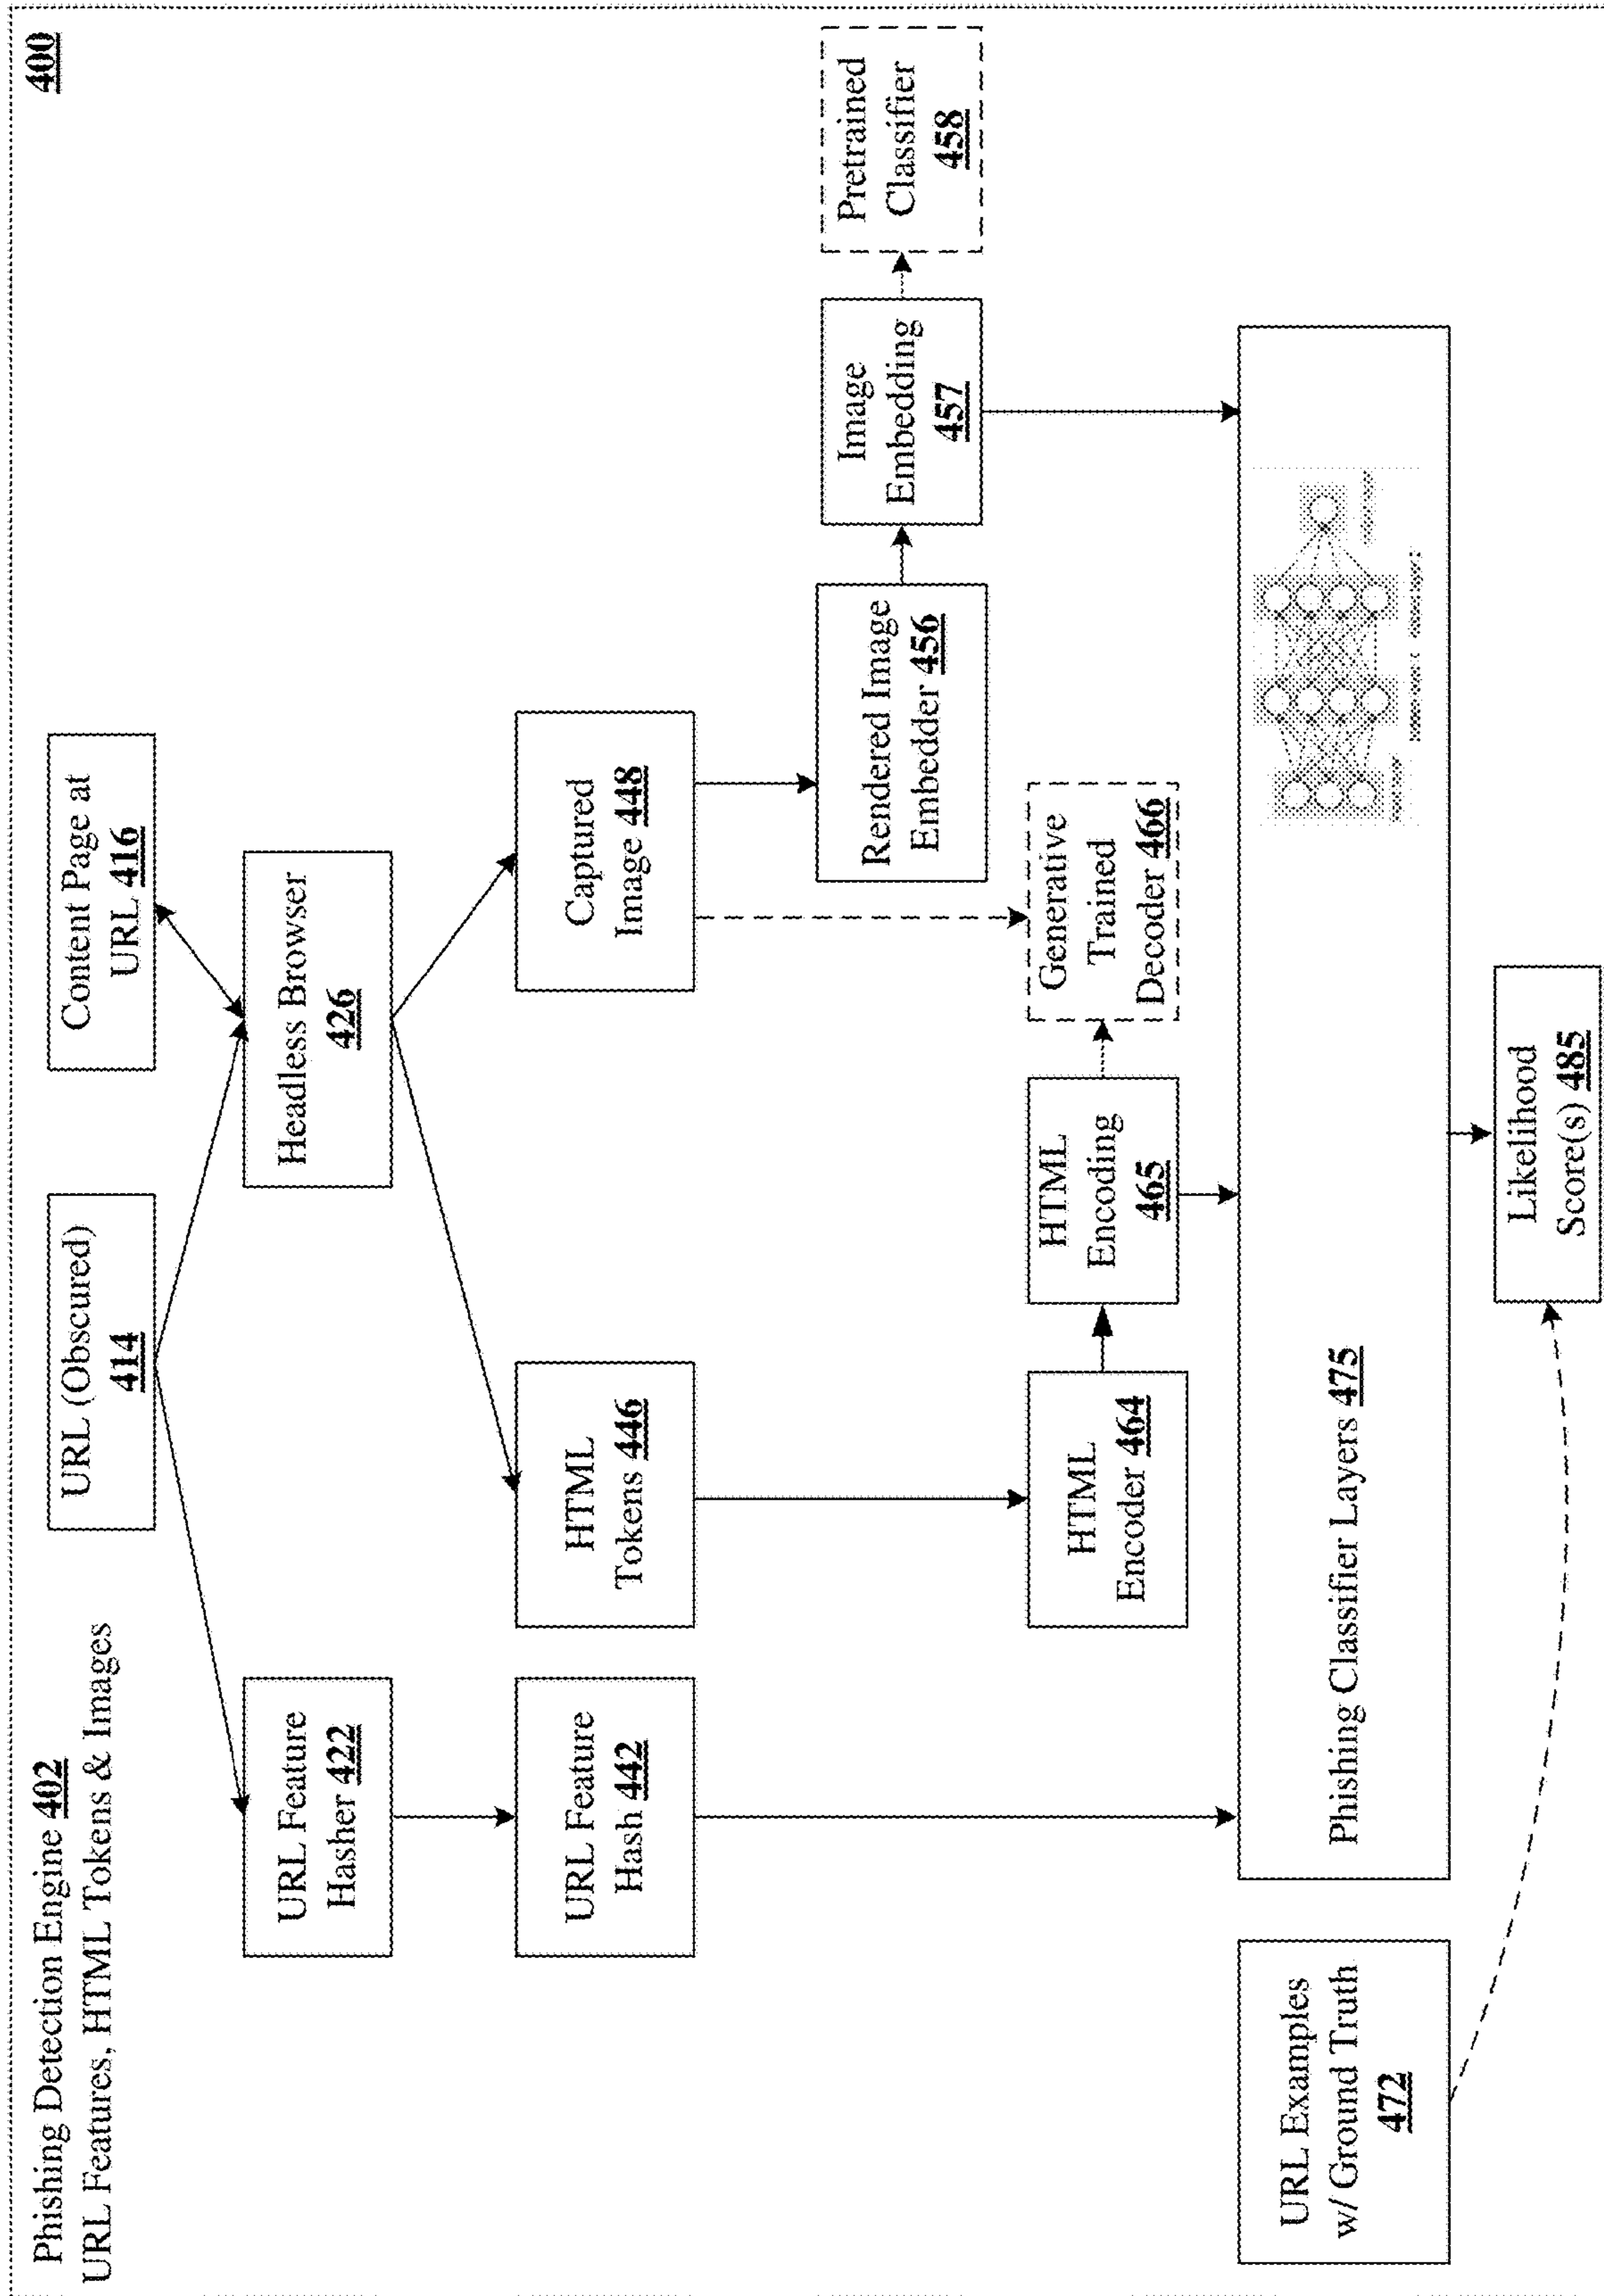 400
Phishing Detection Engine 402
URL Features, HTML Tokens & Images
URL (Obscured)
414
Content Page at
URL 416
URL Feature
Hasher 422
Headless Browser
426
URL Feature
Hash 442
HTML
Tokens 446
Captured
Image 448
Rendered Image
Embedder 456
Image
Embedding
457
Pretrained
Classifier
458
HTML
Encoder 464
HTML
Encoding
465
Generative
Trained
Decoder 466
URL Examples
w/ Ground Truth
472
Phishing Classifier Layers 475
Likelihood
Score(s) 485